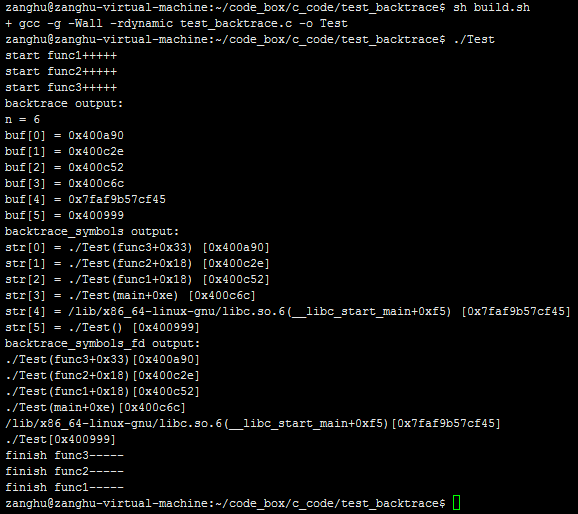 zanghu@zanghu-virtual-machine:~/code_box/c_code/test_backtrace$ sh build.sh
+ gcc -g -Wall -rdynamic test_backtrace.c -o Test
zanghu@zanghu-virtual-machine:~/code_box/c_code/test_backtrace$ ./Test
start func1+++++
start func2+++++
start func3+++++
backtrace output:
n = 6
buf[0] = 0x400a90
buf[1] = 0x400c2e
buf[2] = 0x400c52
buf[3] = 0x400c6c
buf[4] = 0x7faf9b57cf45
buf[5] = 0x400999
backtrace_symbols output:
str[0] = ./Test(func3+0x33) [0x400a90]
str[1] = ./Test(func2+0x18) [0x400c2e]
str[2] = ./Test(func1+0x18) [0x400c52]
str[3] = ./Test(main+0xe) [0x400c6c]
str[4] = /lib/x86_64-linux-gnu/libc.so.6(__libc_start_main+0xf5) [0x7faf9b57cf45]
str[5] = ./Test() [0x400999]
backtrace_symbols_fd output:
./Test(func3+0x33)[0x400a90]
./Test(func2+0x18)[0x400c2e]
./Test(func1+0x18)[0x400c52]
./Test(main+0xe)[0x400c6c]
/lib/x86_64-linux-gnu/libc.so.6(__libc_start_main+0xf5)[0x7faf9b57cf45]
./Test[0x400999]
finish func3-----
finish func2-----
finish func1-----
zanghu@zanghu-virtual-machine:~/code_box/c_code/test_backtrace$